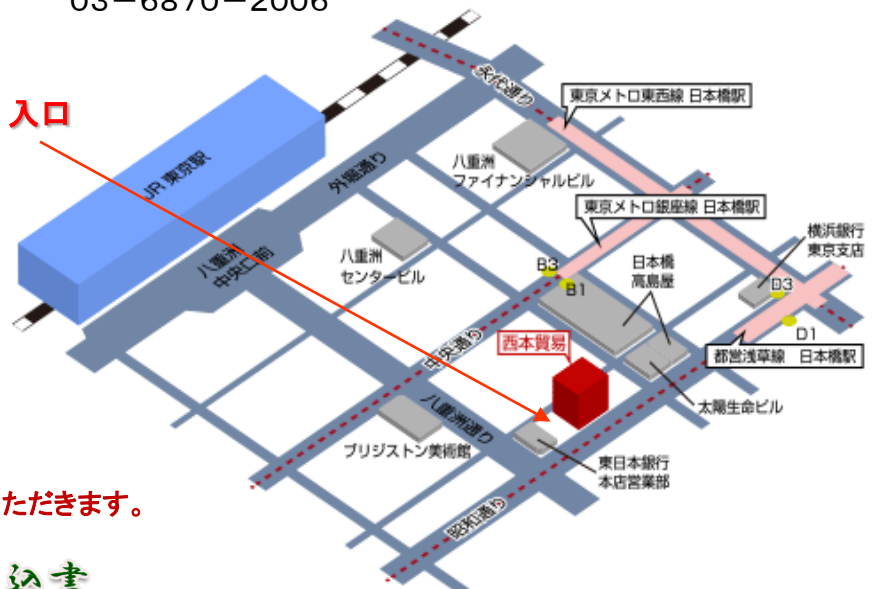 03-6870-2006
永代通り
東京メトロ東西線 日本橋駅
入口
JR 東京駅
外堀通り
八重洲
ファイナンシャルビル
東京メトロ銀座線 日本橋駅
横浜銀行
東京支店
八重洲
中央口前
八重洲
センタービル
B3
B1
日本橋
高島屋
D3
D1
中央通り
西本貿易
都営浅草線 日本橋駅
太陽生命ビル
八重洲通り
ブリジストン美術館
東日本銀行
本店営業部
昭和通り
ただきます。
込書